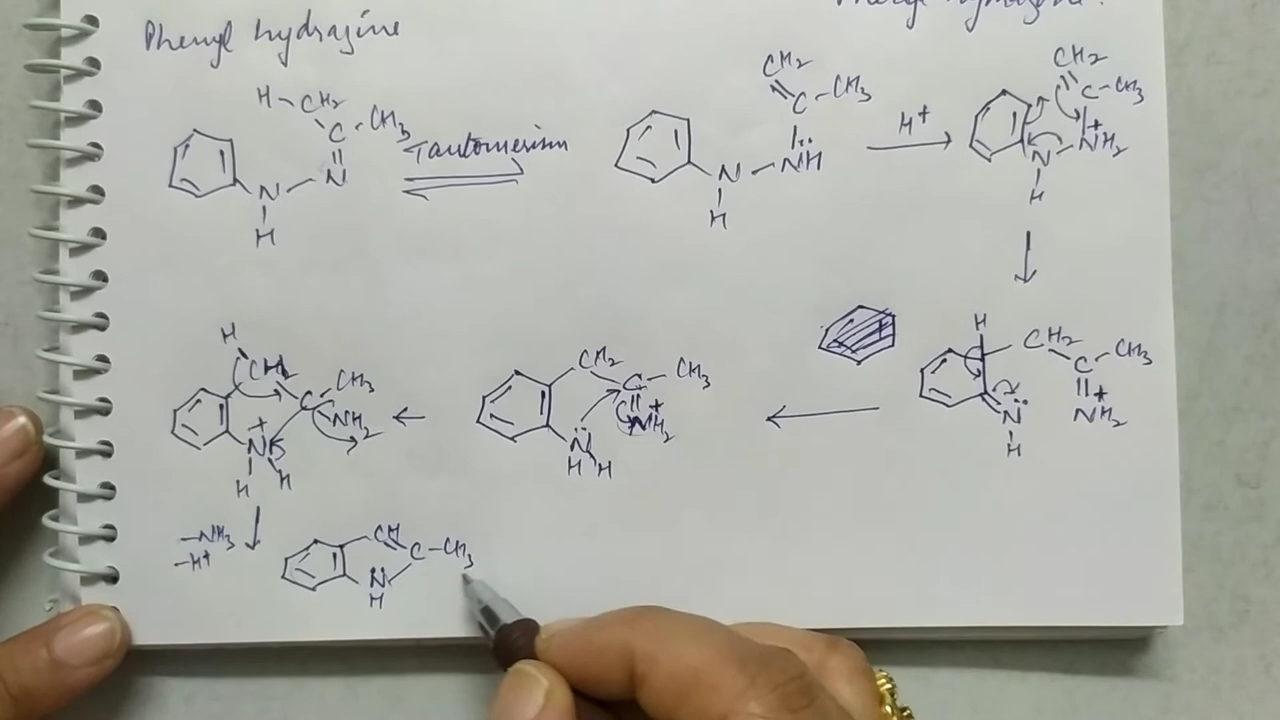 Phenyl hydrazine
H - CH2
C - CH3
N
N
H
Tautomerism
CH2
C - CH3
N - NH
H
H+
CH2
C - CH3
N - NH2
+
H
H
CH2
C - CH3
NH2
+
N
H
CH2
C - CH3
NH2
+
N
H H
H
CH2
C
CH3
NH2
N
+
H H
-NH3
-H+
CH
C - CH3
N
H